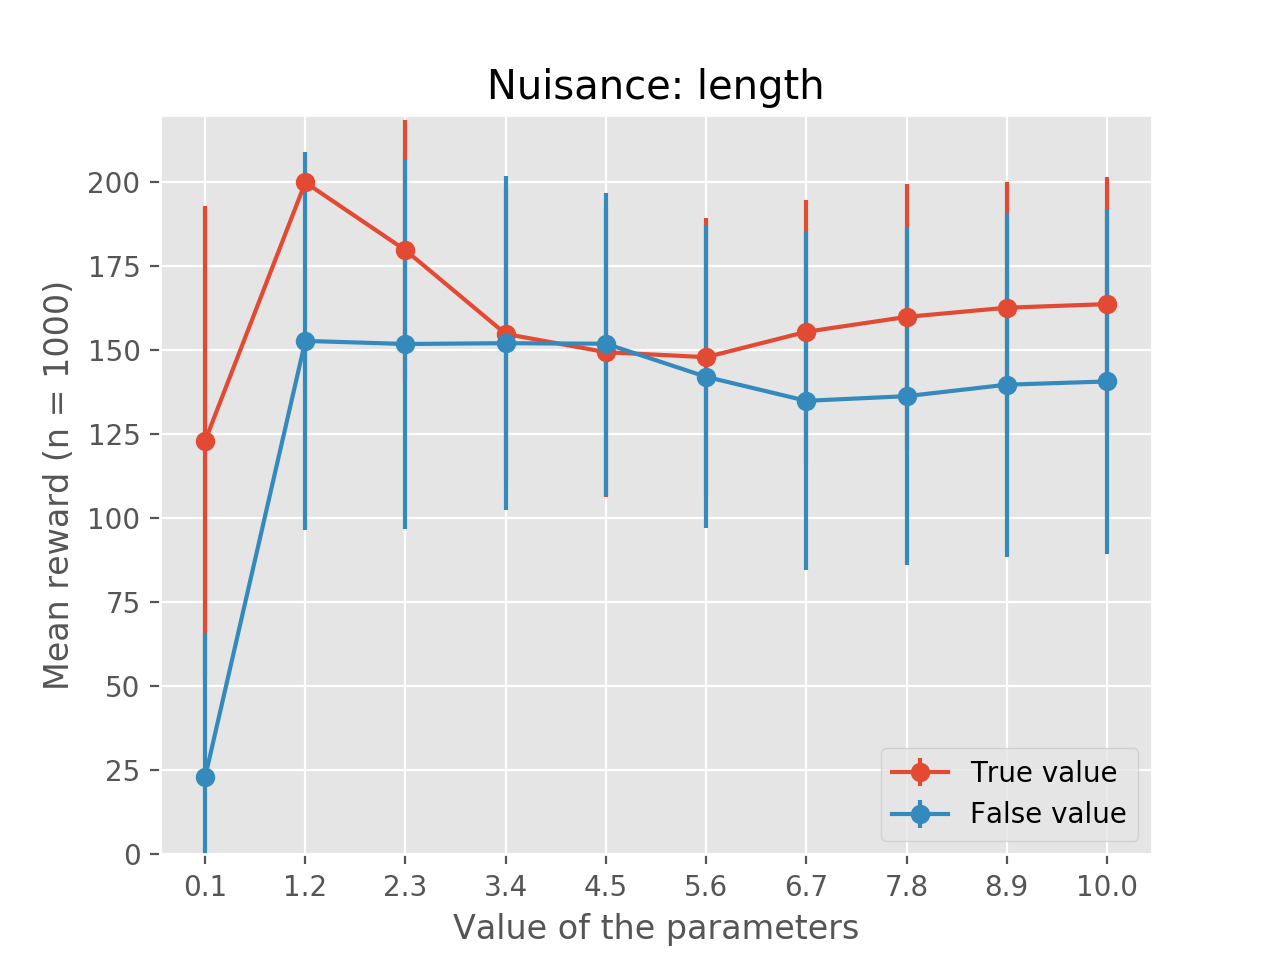 Nuisance: length
Mean reward (n = 1000)
200
175
150
125
100
75
50
25
0
True value
False value
0.1 1.2 2.3 3.4 4.5 5.6 6.7 7.8 8.9 10.0
Value of the parameters